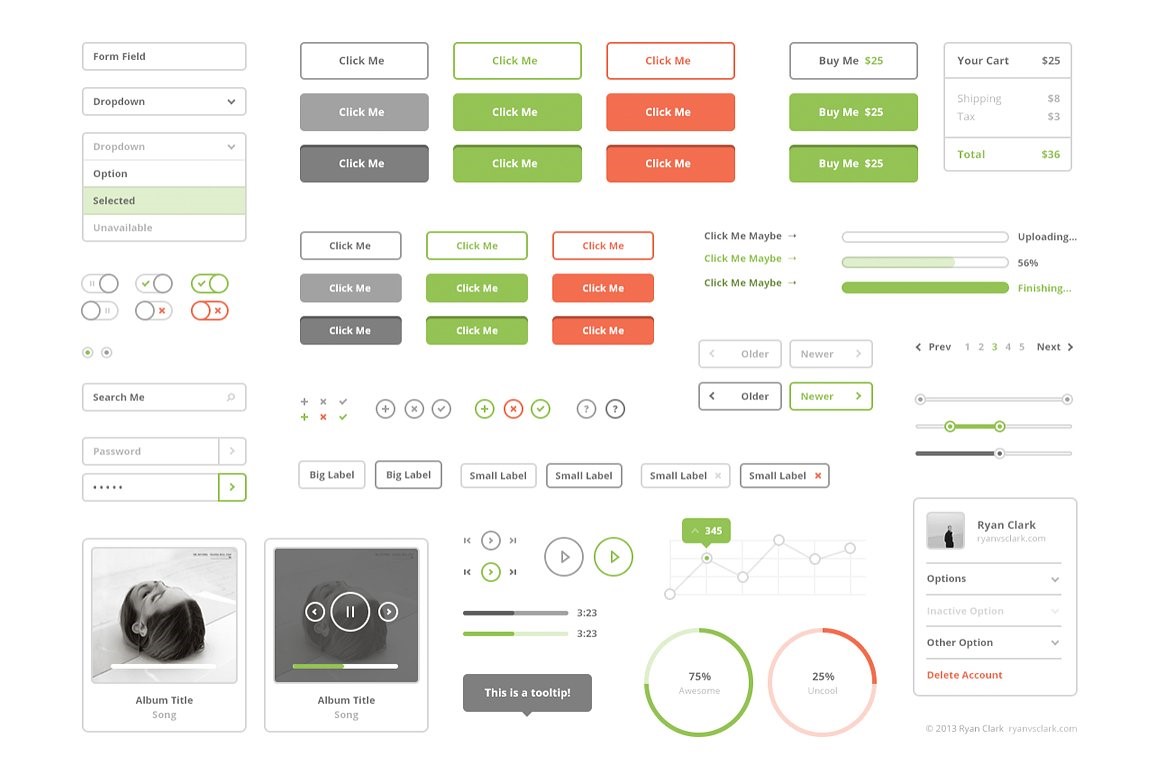 Form Field
Dropdown
Dropdown
Option
Selected
Unavailable
Search Me
Password
Click Me Click Me Click Me
Click Me Click Me Click Me
Click Me Click Me Click Me
Buy Me $25
Buy Me $25
Buy Me $25
Your Cart $25
Shipping $8
Tax $3
Total $36
Click Me Click Me Click Me
Click Me Click Me Click Me
Click Me Click Me Click Me
Click Me Maybe →
Click Me Maybe →
Click Me Maybe →
Uploading...
56%
Finishing...
Older Newer
Older Newer
Prev 1 2 3 4 5 Next
Big Label Big Label Small Label Small Label Small Label × Small Label ×
Album Title
Song
Album Title
Song
3:23
3:23
This is a tooltip!
345
75%
Awesome
25%
Uncool
Ryan Clark
ryanvsclark.com
Options
Inactive Option
Other Option
Delete Account
© 2013 Ryan Clark ryanvsclark.com